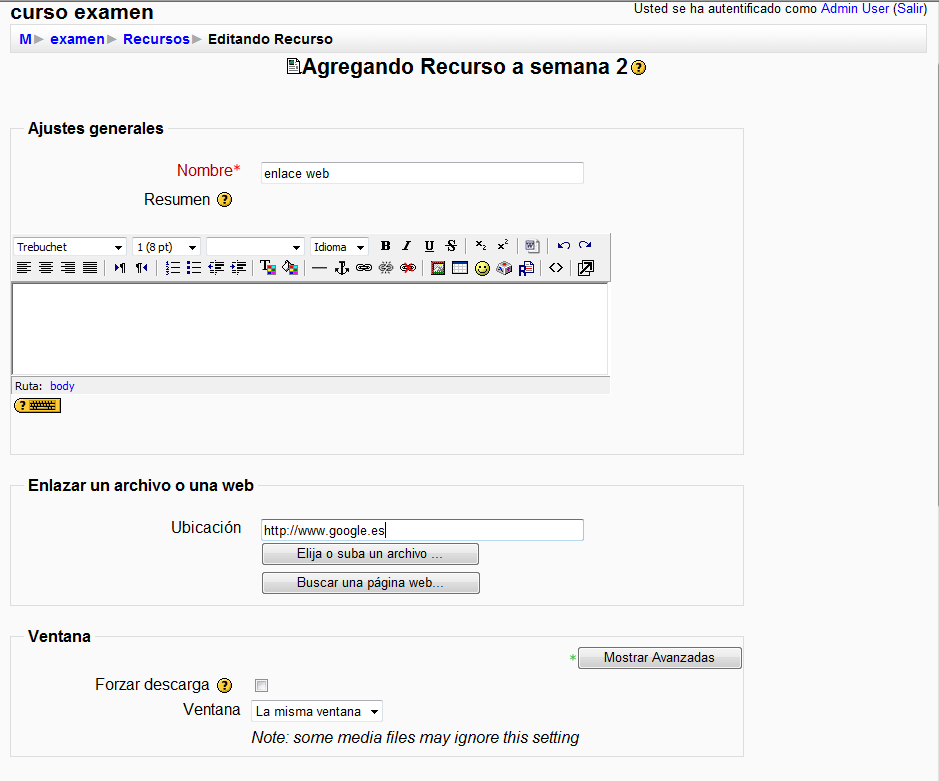 curso examen
Usted se ha autentificado como Admin User (Salir)
M ► examen ► Recursos ► Editando Recurso
Agregando Recurso a semana 2
Ajustes generales
Nombre* enlace web
Resumen
Trebuchet 1 (8 pt) Idioma B I U S x₂ x²
Ruta: body
Enlazar un archivo o una web
Ubicación http://www.google.es
Elija o suba un archivo ...
Buscar una página web...
Ventana
* Mostrar Avanzadas
Forzar descarga
Ventana La misma ventana
Note: some media files may ignore this setting